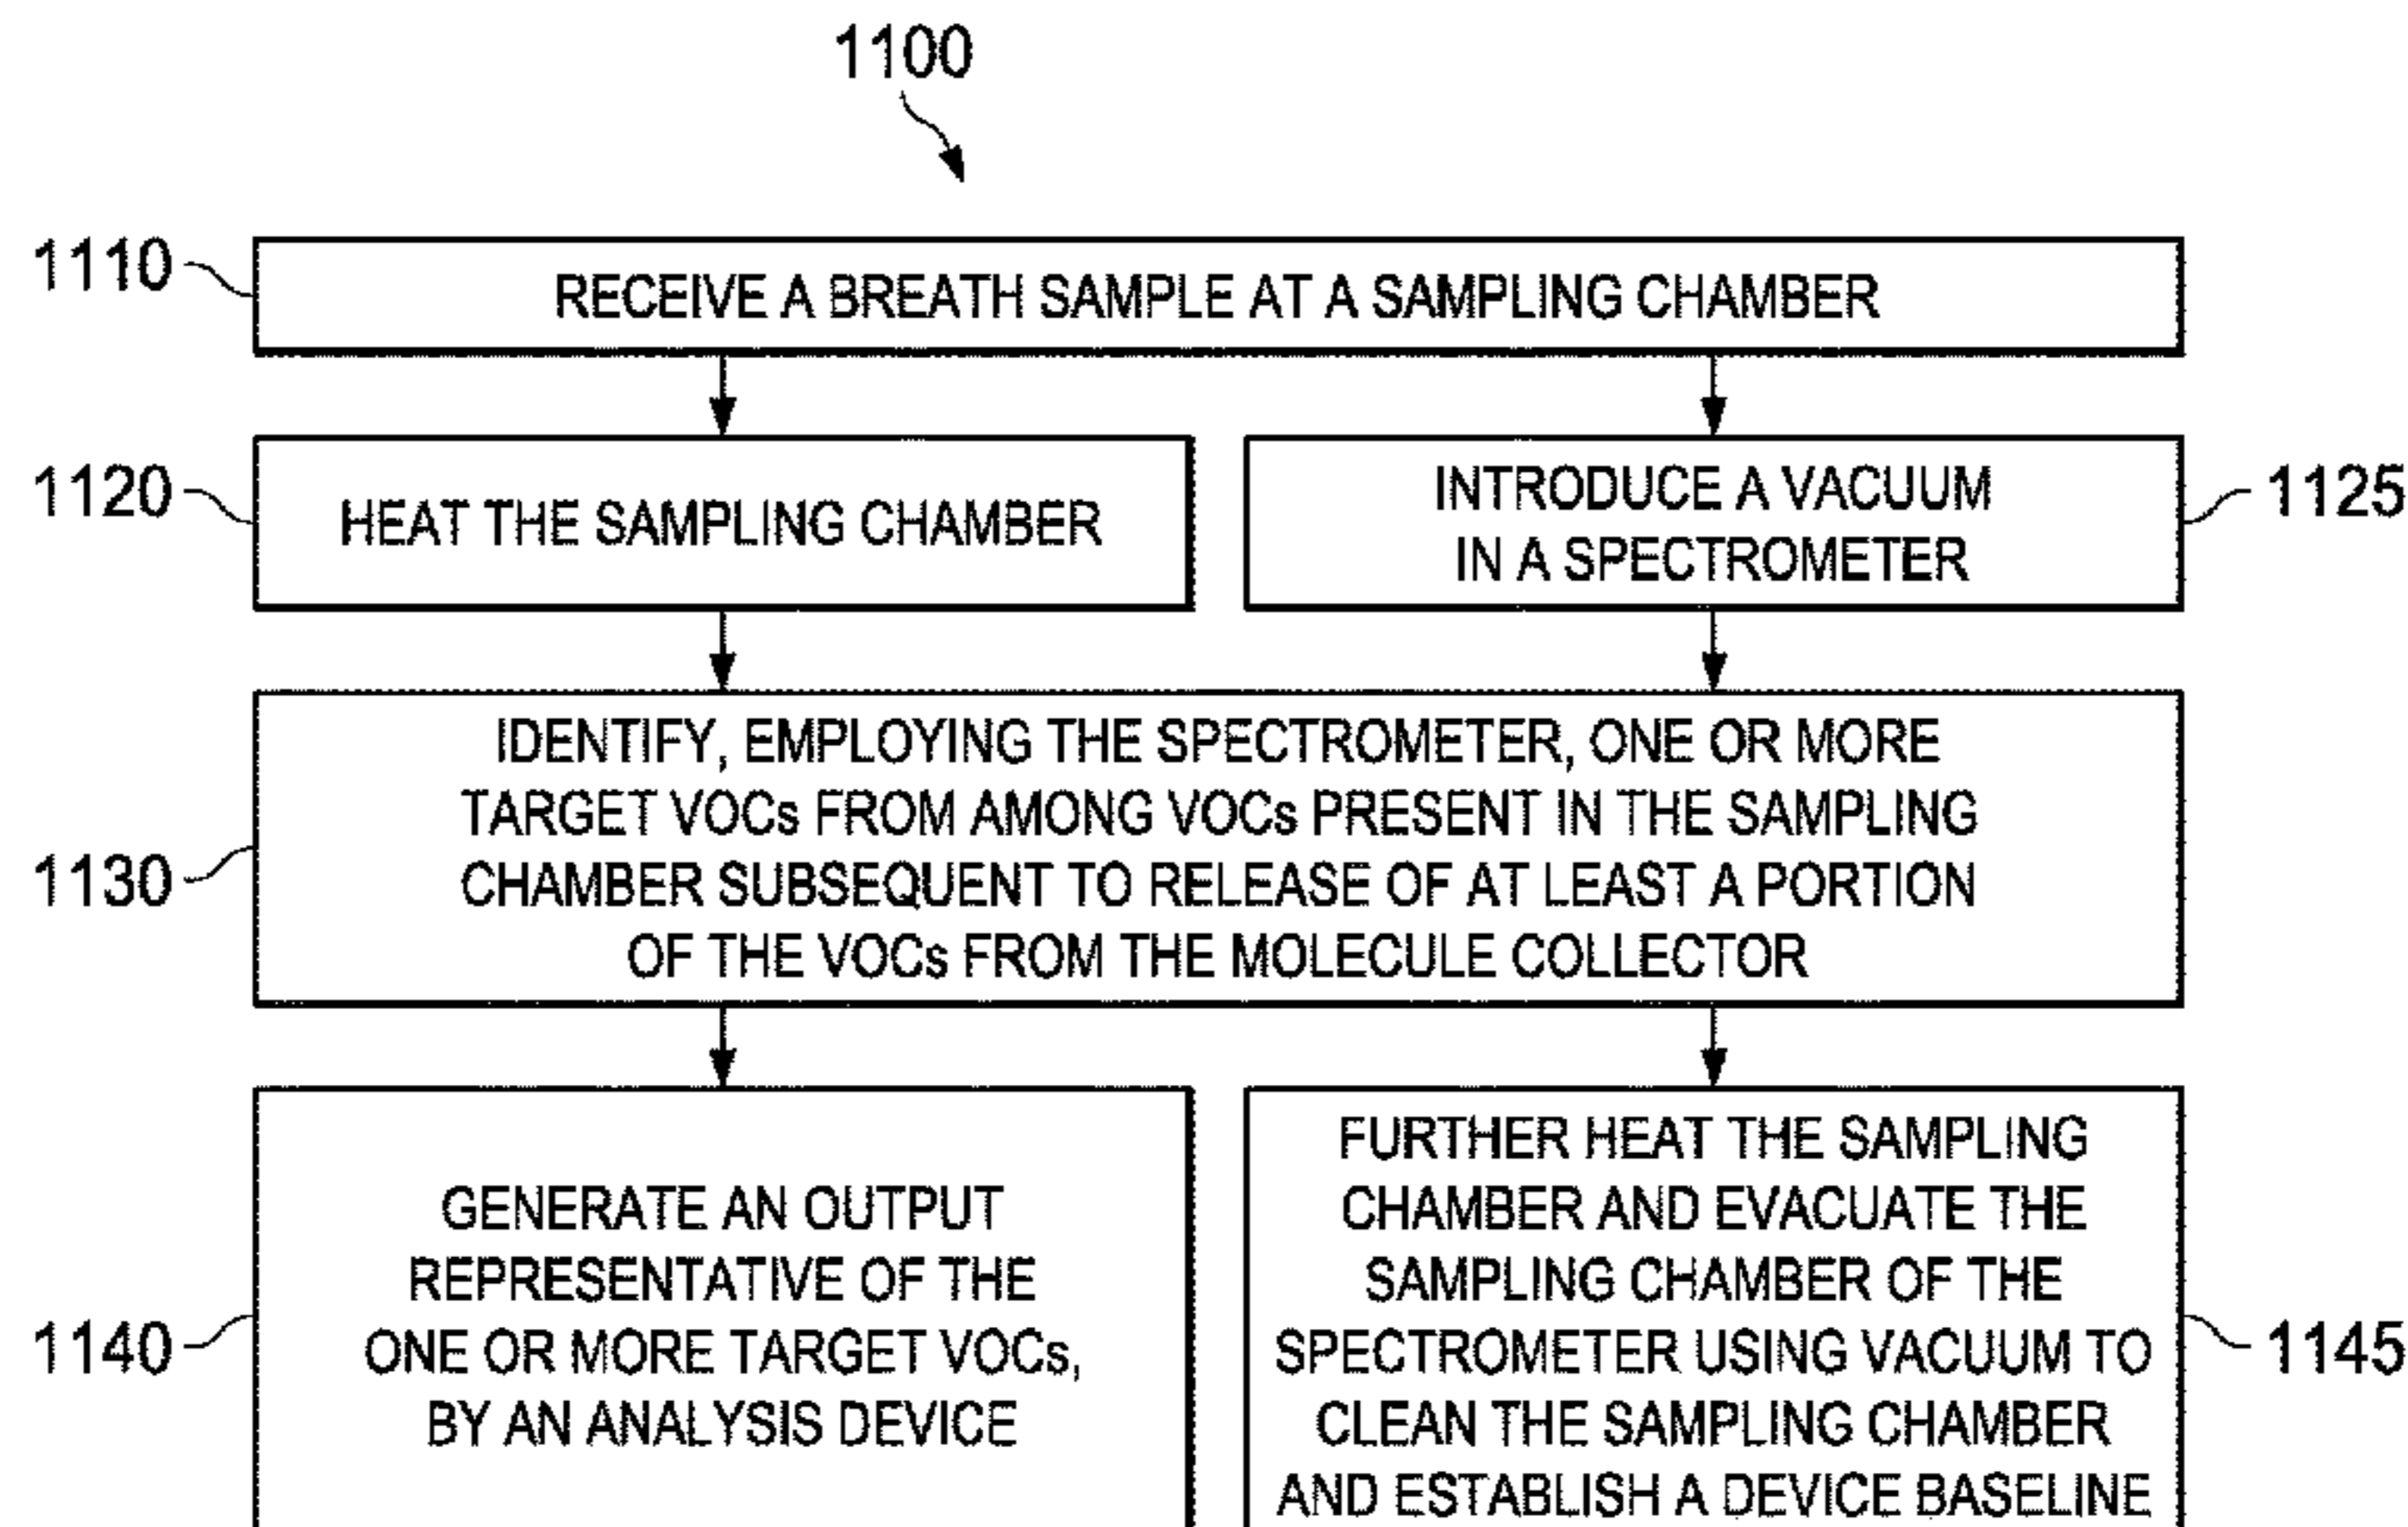 1100
1110
RECEIVE A BREATH SAMPLE AT A SAMPLING CHAMBER
1120
HEAT THE SAMPLING CHAMBER
INTRODUCE A VACUUM
IN A SPECTROMETER
1125
1130
IDENTIFY, EMPLOYING THE SPECTROMETER, ONE OR MORE
TARGET VOCs FROM AMONG VOCs PRESENT IN THE SAMPLING
CHAMBER SUBSEQUENT TO RELEASE OF AT LEAST A PORTION
OF THE VOCs FROM THE MOLECULE COLLECTOR
1140
GENERATE AN OUTPUT
REPRESENTATIVE OF THE
ONE OR MORE TARGET VOCs,
BY AN ANALYSIS DEVICE
FURTHER HEAT THE SAMPLING
CHAMBER AND EVACUATE THE
SAMPLING CHAMBER OF THE
SPECTROMETER USING VACUUM TO
CLEAN THE SAMPLING CHAMBER
AND ESTABLISH A DEVICE BASELINE
1145